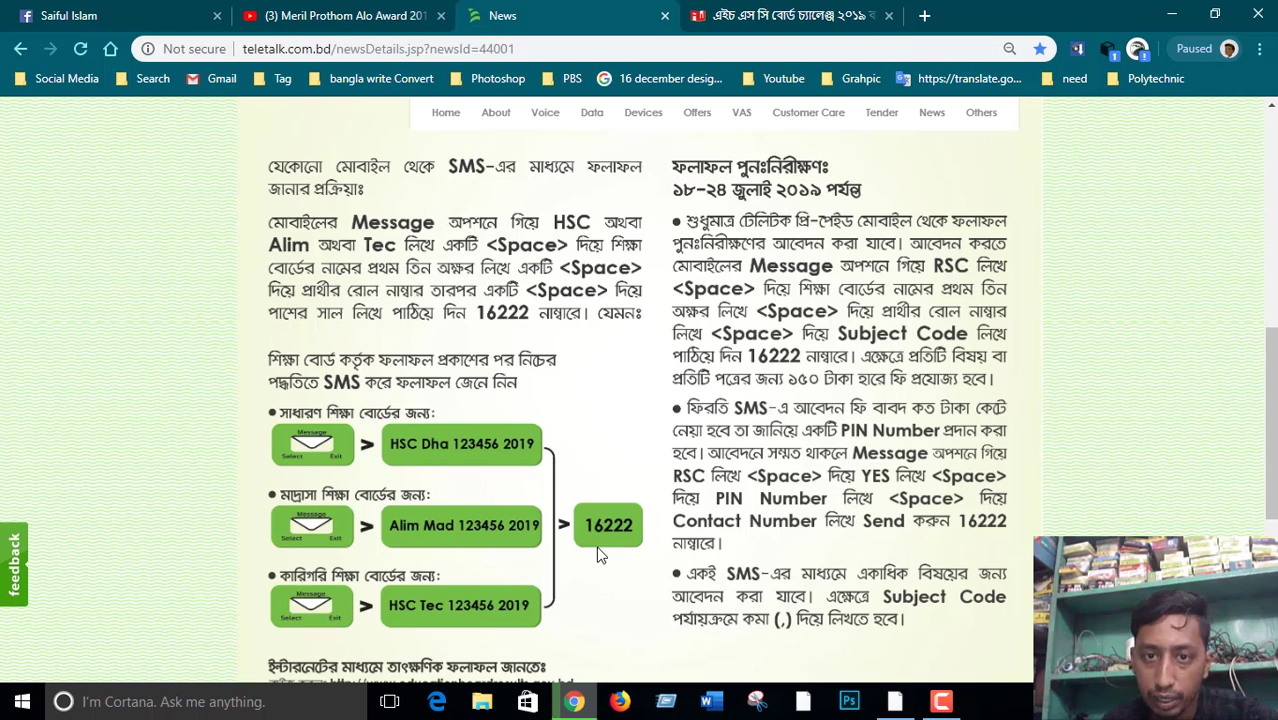 Saiful Islam
(3) Meril Prothom Alo Award 201
News
এইচ এস সি বোর্ড চ্যালেঞ্জ ২০১৯ ব
Not secure
teletalk.com.bd/newsDetails.jsp?newsId=44001
Paused
Social Media
Search
Gmail
Tag
bangla write Convert
Photoshop
PBS
16 december desig...
Youtube
Grahpic
https://translate.go...
need
Polytechnic
Home
About
Voice
Data
Devices
Offers
VAS
Customer Care
Tender
News
Others
যেকোনো মোবাইল থেকে SMS-এর মাধ্যমে ফলাফল
জানার প্রক্রিয়াঃ
মোবাইলের Message অপশনে গিয়ে HSC অথবা
Alim অথবা Tec লিখে একটি <Space> দিয়ে শিক্ষা
বোর্ডের নামের প্রথম তিন অক্ষর লিখে একটি <Space>
দিয়ে প্রার্থীর রোল নাম্বার তারপর একটি <Space> দিয়ে
পাশের সাল লিখে পাঠিয়ে দিন 16222 নাম্বারে। যেমনঃ
শিক্ষা বোর্ড কর্তৃক ফলাফল প্রকাশের পর নিচের
পদ্ধতিতে SMS করে ফলাফল জেনে নিন
• সাধারণ শিক্ষা বোর্ডের জন্য:
Message
Select Exit
>
HSC Dha 123456 2019
• মাদ্রাসা শিক্ষা বোর্ডের জন্য:
Message
Select Exit
>
Alim Mad 123456 2019
>
16222
• কারিগরি শিক্ষা বোর্ডের জন্য:
Message
Select Exit
>
HSC Tec 123456 2019
ইন্টারনেটের মাধ্যমে তাৎক্ষণিক ফলাফল জানতেঃ
ফলাফল পুনঃনিরীক্ষণঃ
১৮-২৪ জুলাই ২০১৯ পর্যন্ত
• শুধুমাত্র টেলিটক প্রি-পেইড মোবাইল থেকে ফলাফল
পুনঃনিরীক্ষণের আবেদন করা যাবে। আবেদন করতে
মোবাইলের Message অপশনে গিয়ে RSC লিখে
<Space> দিয়ে শিক্ষা বোর্ডের নামের প্রথম তিন
অক্ষর লিখে <Space> দিয়ে প্রার্থীর রোল নাম্বার
লিখে <Space> দিয়ে Subject Code লিখে
পাঠিয়ে দিন 16222 নাম্বারে। এক্ষেত্রে প্রতিটি বিষয় বা
প্রতিটি পত্রের জন্য ১৫০ টাকা হারে ফি প্রযোজ্য হবে।
• ফিরতি SMS-এ আবেদন ফি বাবদ কত টাকা কেটে
নেয়া হবে তা জানিয়ে একটি PIN Number প্রদান করা
হবে। আবেদনে সম্মত থাকলে Message অপশনে গিয়ে
RSC লিখে <Space> দিয়ে YES লিখে <Space>
দিয়ে PIN Number লিখে <Space> দিয়ে
Contact Number লিখে Send করুন 16222
নাম্বারে।
• একই SMS-এর মাধ্যমে একাধিক বিষয়ের জন্য
আবেদন করা যাবে। এক্ষেত্রে Subject Code
পর্যায়ক্রমে কমা (,) দিয়ে লিখতে হবে।
feedback
I'm Cortana. Ask me anything.